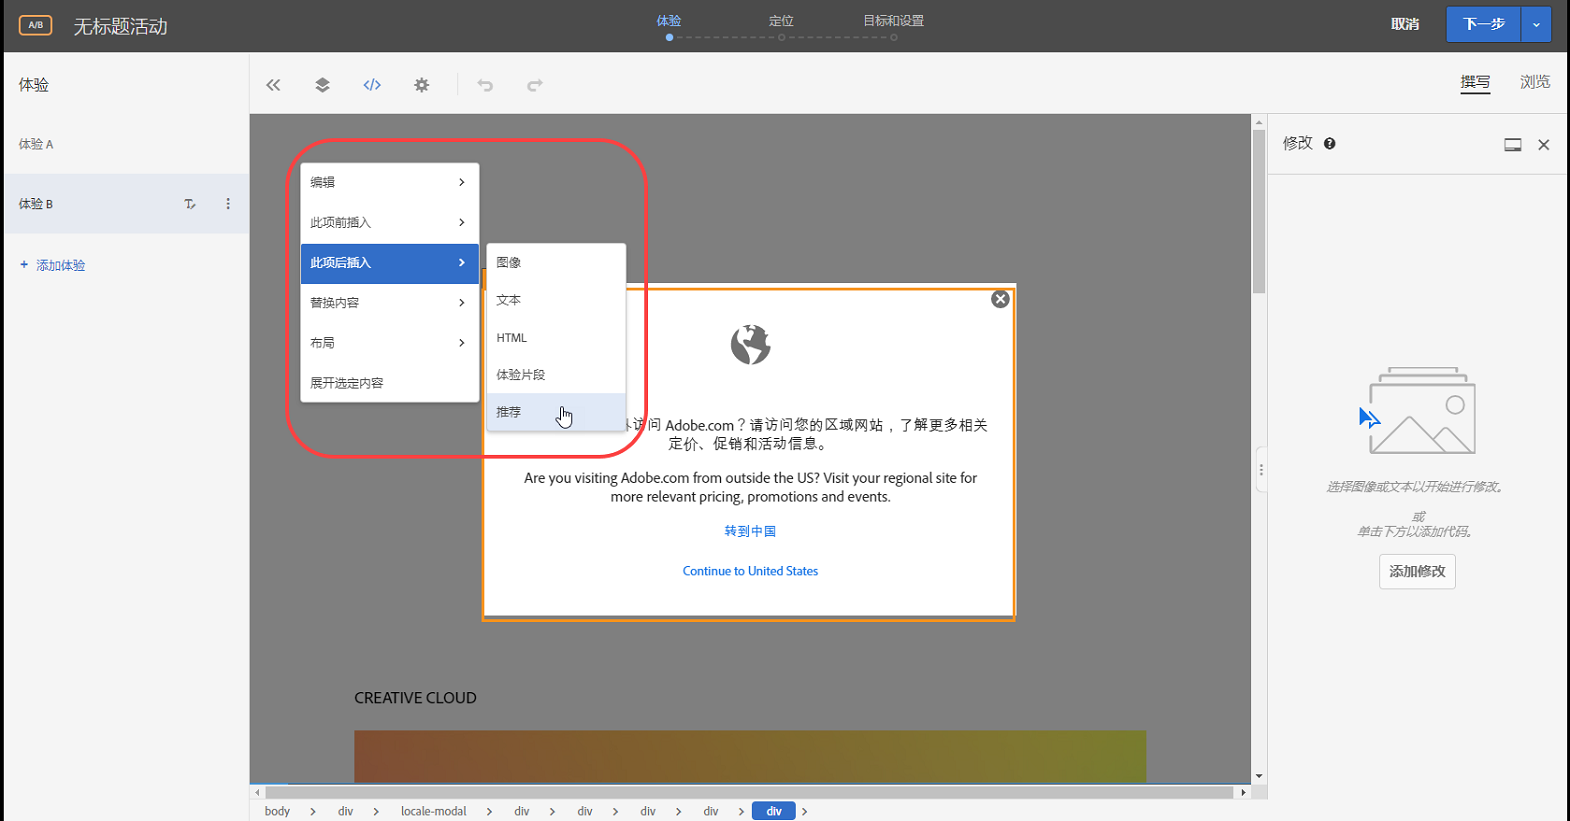 A/B 无标题活动
体验 定位 目标和设置
取消 下一步
体验
撰写 浏览
体验 A
体验 B
+ 添加体验
编辑
此项前插入
此项后插入
替换内容
布局
展开选定内容
图像
文本
HTML
体验片段
推荐
访问 Adobe.com？请访问您的区域网站，了解更多相关
定价、促销和活动信息。
Are you visiting Adobe.com from outside the US? Visit your regional site for
more relevant pricing, promotions and events.
转到中国
Continue to United States
CREATIVE CLOUD
修改
选择图像或文本以开始进行修改。
或
单击下方以添加代码。
添加修改
body div locale-modal div div div div div